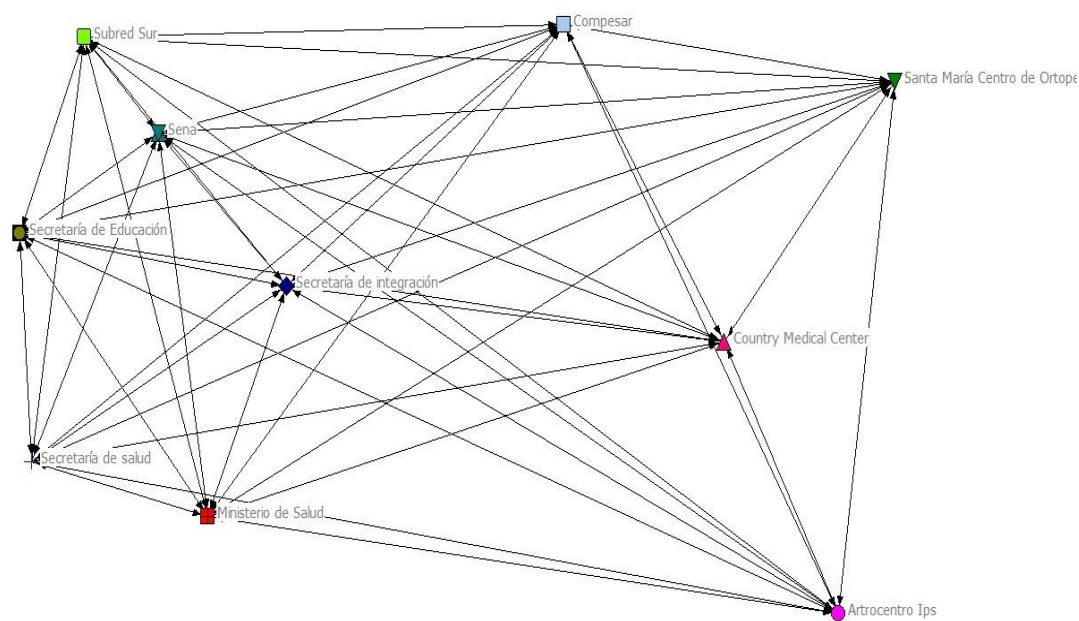 Subred Sur
Compesar
Santa María Centro de Ortope
Sena
Secretaría de Educación
Secretaría de integración
Country Medical Center
Secretaría de salud
Ministerio de Salud
Artrocentro Ips